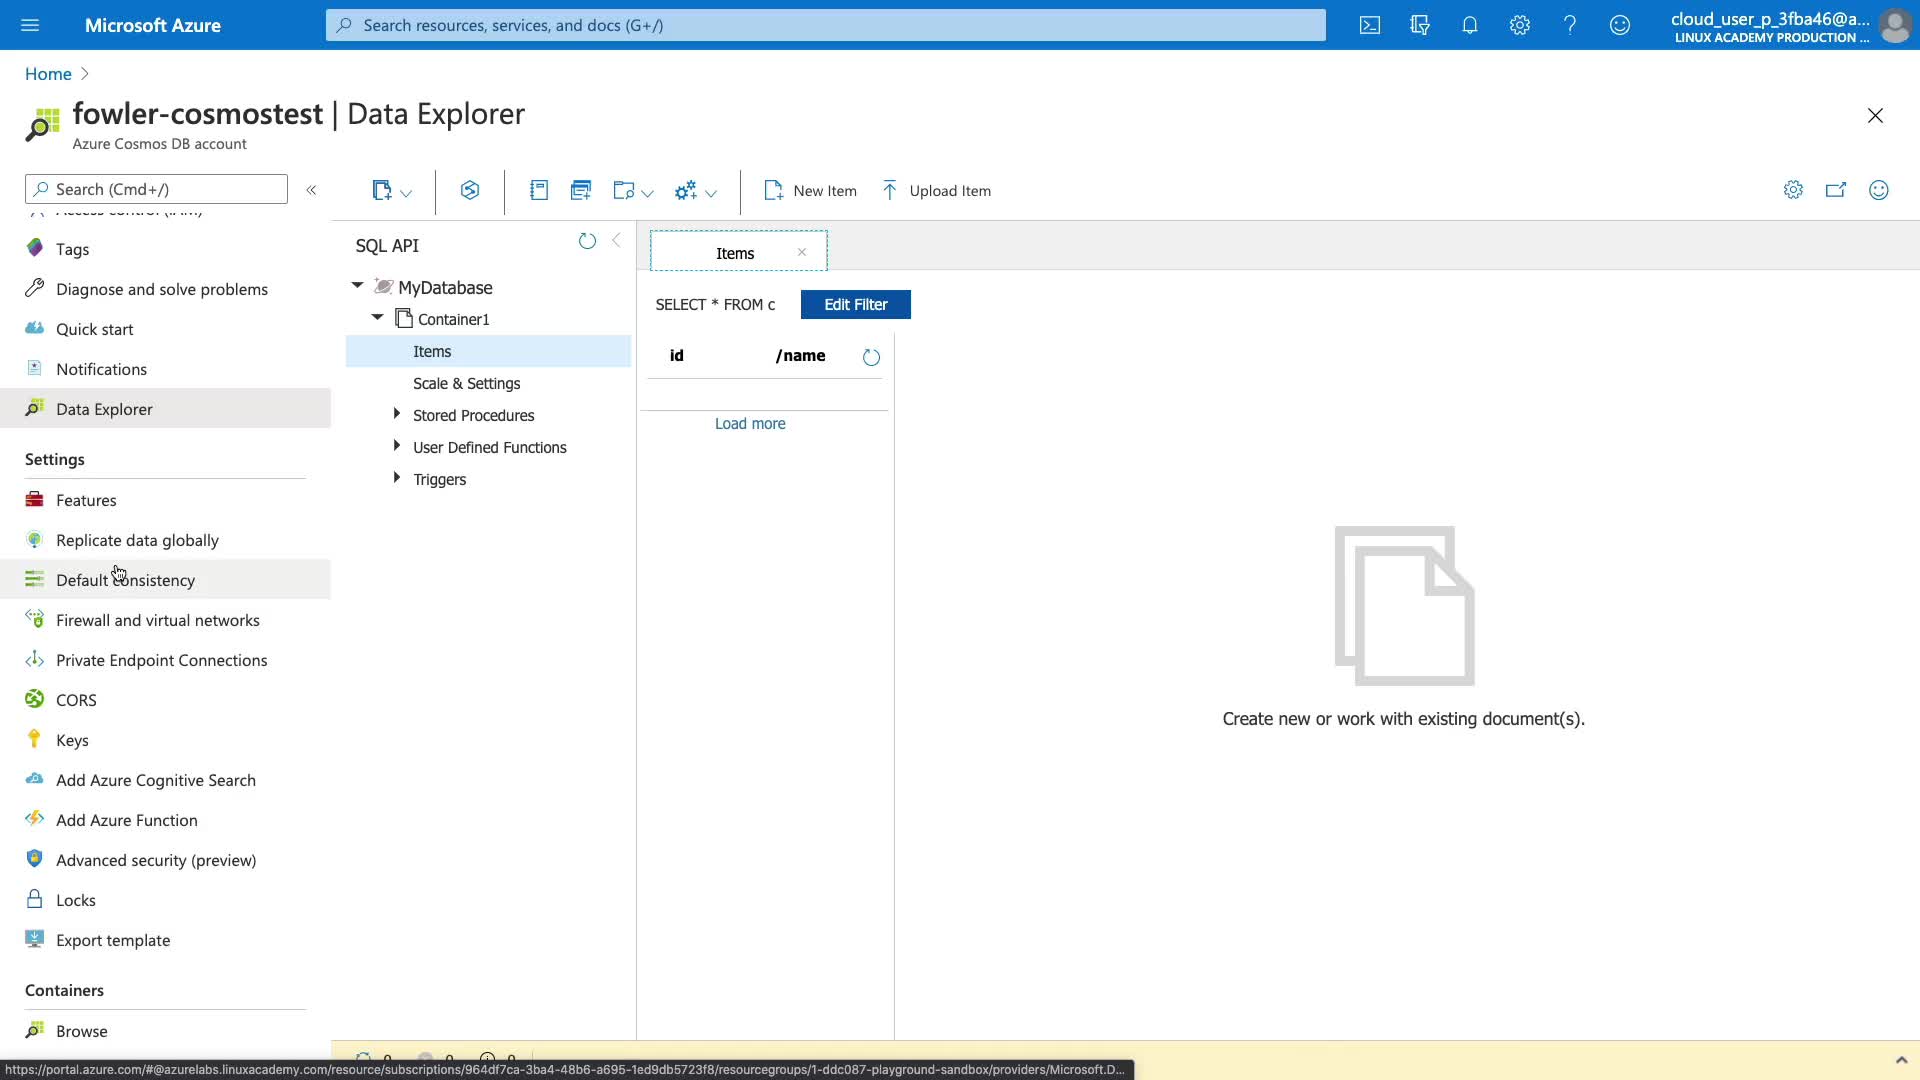 Microsoft Azure
Search resources, services, and docs (G+/)
cloud_user_p_3fba46@a...
LINUX ACADEMY PRODUCTION ...
Home
fowler-cosmostest | Data Explorer
Azure Cosmos DB account
Search (Cmd+/)
«
New Item
Upload Item
Access control (IAM)
Tags
Diagnose and solve problems
Quick start
Notifications
Data Explorer
Settings
Features
Replicate data globally
Default consistency
Firewall and virtual networks
Private Endpoint Connections
CORS
Keys
Add Azure Cognitive Search
Add Azure Function
Advanced security (preview)
Locks
Export template
Containers
Browse
SQL API
MyDatabase
Container1
Items
Scale & Settings
Stored Procedures
User Defined Functions
Triggers
Items
SELECT * FROM c
Edit Filter
id /name
Load more
Create new or work with existing document(s).
0 0 0
https://portal.azure.com/#@azurelabs.linuxacademy.com/resource/subscriptions/964df7ca-3ba4-48b6-a695-1ed9db5723f8/resourcegroups/1-ddc087-playground-sandbox/providers/Microsoft.D...